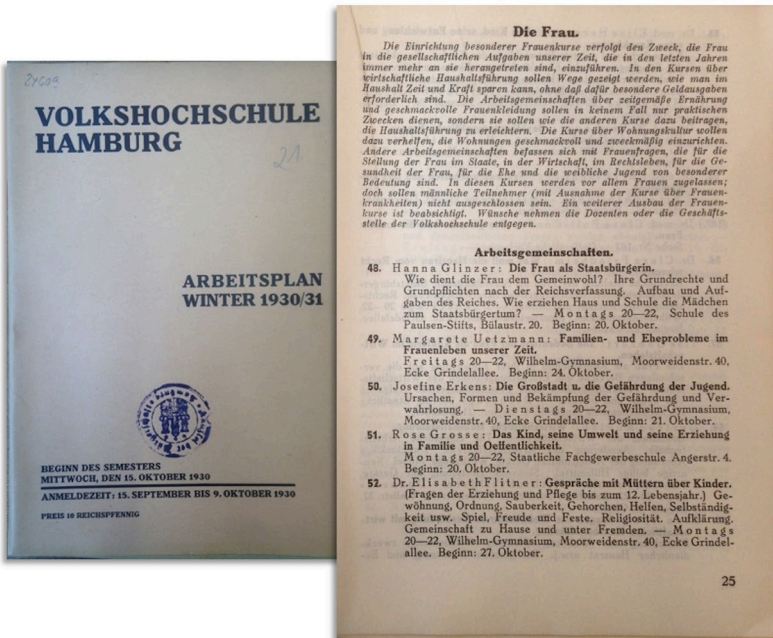 24609
VOLKSHOCHSCHULE
HAMBURG
21
ARBEITSPLAN
WINTER 1930/31
BEGINN DES SEMESTERS
MITTWOCH, DEN 15. OKTOBER 1930
ANMELDEZEIT: 15. SEPTEMBER BIS 9. OKTOBER 1930
PREIS 10 REICHSPFENNIG
Die Frau.
Die Einrichtung besonderer Frauenkurse verfolgt den Zweck, die Frau
in die gesellschaftlichen Aufgaben unserer Zeit, die in den letzten Jahren
immer mehr an sie herangetreten sind, einzuführen. In den Kursen über
wirtschaftliche Haushaltsführung sollen Wege gezeigt werden, wie man im
Haushalt Zeit und Kraft sparen kann, ohne daß dafür besondere Geldausgaben
erforderlich sind. Die Arbeitsgemeinschaften über zeitgemäße Ernährung
und geschmackvolle Frauenkleidung sollen in keinem Fall nur praktischen
Zwecken dienen, sondern sie sollen wie die anderen Kurse dazu beitragen,
die Haushaltsführung zu erleichtern. Die Kurse über Wohnungskultur wollen
dazu verhelfen, die Wohnungen geschmackvoll und zweckmäßig einzurichten.
Andere Arbeitsgemeinschaften befassen sich mit Frauenfragen, die für die
Stellung der Frau im Staate, in der Wirtschaft, im Rechtsleben, für die Ge-
sundheit der Frau, für die Ehe und die weibliche Jugend von besonderer
Bedeutung sind. In diesen Kursen werden vor allem Frauen zugelassen;
doch sollen männliche Teilnehmer (mit Ausnahme der Kurse über Frauen-
krankheiten) nicht ausgeschlossen sein. Ein weiterer Ausbau der Frauen-
kurse ist beabsichtigt. Wünsche nehmen die Dozenten oder die Geschäfts-
stelle der Volkshochschule entgegen.
Arbeitsgemeinschaften.
48. Hanna Glinzer: Die Frau als Staatsbürgerin.
Wie dient die Frau dem Gemeinwohl? Ihre Grundrechte und
Grundpflichten nach der Reichsverfassung. Aufbau und Auf-
gaben des Reiches. Wie erziehen Haus und Schule die Mädchen
zum Staatsbürgertum? — Montags 20—22, Schule des
Paulsen-Stifts, Bülaustr. 20. Beginn: 20. Oktober.
49. Margarete Uetzmann: Familien- und Eheprobleme im
Frauenleben unserer Zeit.
Freitags 20—22, Wilhelm-Gymnasium, Moorweidenstr. 40,
Ecke Grindelallee. Beginn: 24. Oktober.
50. Josefine Erkens: Die Großstadt u. die Gefährdung der Jugend.
Ursachen, Formen und Bekämpfung der Gefährdung und Ver-
wahrlosung. — Dienstags 20—22, Wilhelm-Gymnasium,
Moorweidenstr. 40, Ecke Grindelallee. Beginn: 21. Oktober.
51. Rose Grosse: Das Kind, seine Umwelt und seine Erziehung
in Familie und Oeffentlichkeit.
Montags 20—22, Staatliche Fachgewerbeschule Angerstr. 4.
Beginn: 20. Oktober.
52. Dr. Elisabeth Flitner: Gespräche mit Müttern über Kinder.
(Fragen der Erziehung und Pflege bis zum 12. Lebensjahr.) Ge-
wöhnung, Ordnung, Sauberkeit, Gehorchen, Helfen, Selbständig-
keit usw. Spiel, Freude und Feste. Religiosität. Aufklärung.
Gemeinschaft zu Hause und unter Fremden. — Montags
20—22, Wilhelm-Gymnasium, Moorweidenstr. 40, Ecke Grindel-
allee. Beginn: 27. Oktober.
25